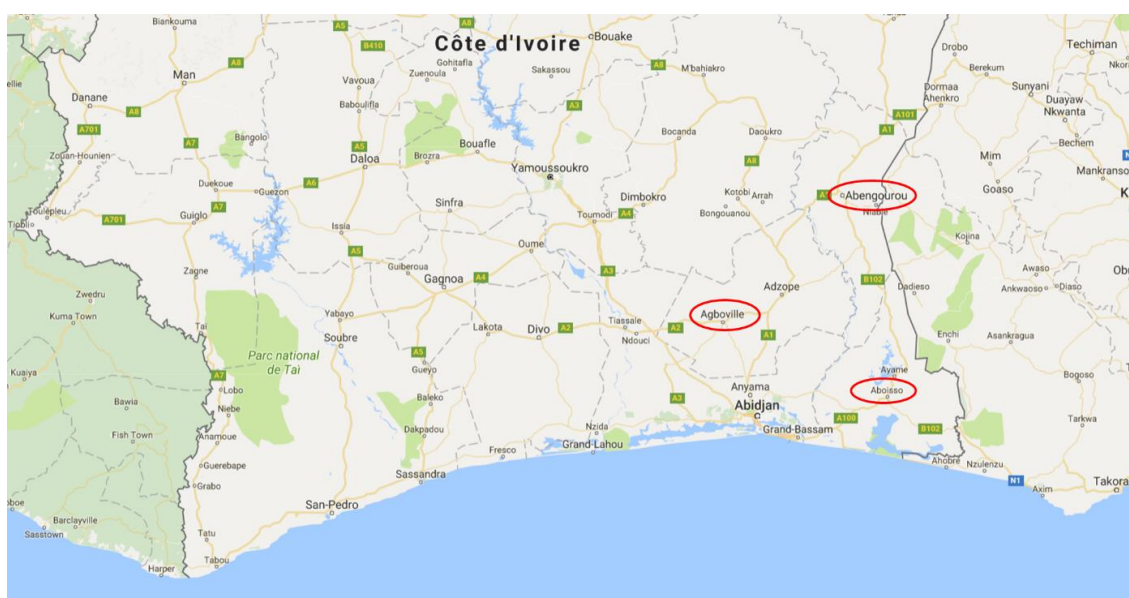 Biankouma
A5
A8
Drobo
Techiman
B410
Côte d'Ivoire
Bouake
Man
A8
Gohitafla
Zuenoula
Sakassou
A8
M'bahiakro
Berekum
Vavoua
Danane
Sunyani
Dormaa
Ahenkro
Duayaw
Nkwanta
A8
Baboulifla
A3
A101
A701
A7
Bangolo
A5
Bouafle
Bocanda
Daoukro
A1
Bechem
Zouan-Hounien
Daloa
Brozra
Yamoussoukro
A8
Mim
Mankranso
Duekoue
Guezon
A6
Dimbokro
Kotobi
Arrah
Abengourou
Goaso
A7
Sinfra
Toumodi
A4
Bongouanou
Niable
Toulepleu
A701
Guiglo
Issia
Kojina
A5
Oume
Zagne
Guiberoua
Gagnoa
A4
A3
B102
Awaso
Adzope
Dadieso
Ankwaoso
Diaso
Zwedru
Kuma Town
Yabayo
Lakota
Divo
A2
Tiassale
Ndouci
A2
Agboville
A1
Enchi
Asankragua
Tai
Soubre
Parc national
de Taï
A5
Gueyo
Ayame
Kuaiya
A7
Lobo
Aboisso
Bogoso
Bawia
Niebe
Baleko
A3
Anyama
Abidjan
A100
Tarkwa
Fish Town
Anamoue
Dakpadou
Nzida
Grand-Bassam
B102
Guerebape
Fresco
Grand-Lahou
Ahobre
Nzulenzu
Grabo
Sassandra
N1
Axim
Takora
San-Pedro
Barclayville
Sasstown
Tatu
Tabou
Harper